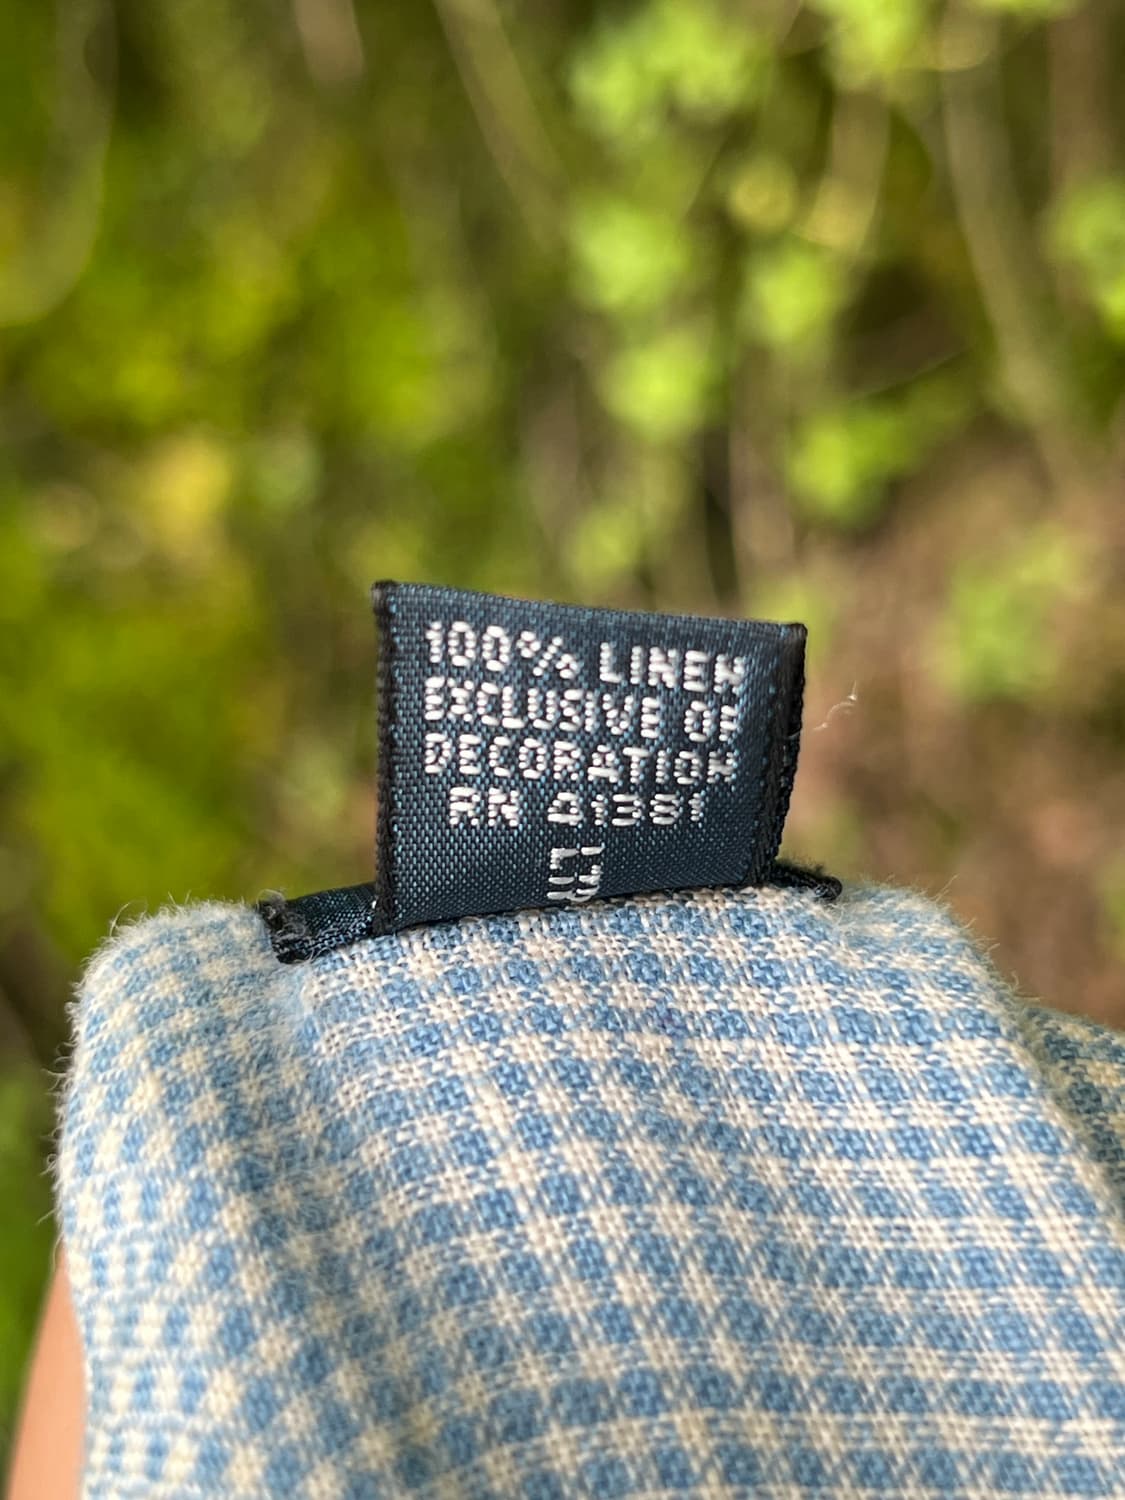 100% LINEN
EXCLUSIVE OF
DECORATION
RN 41381